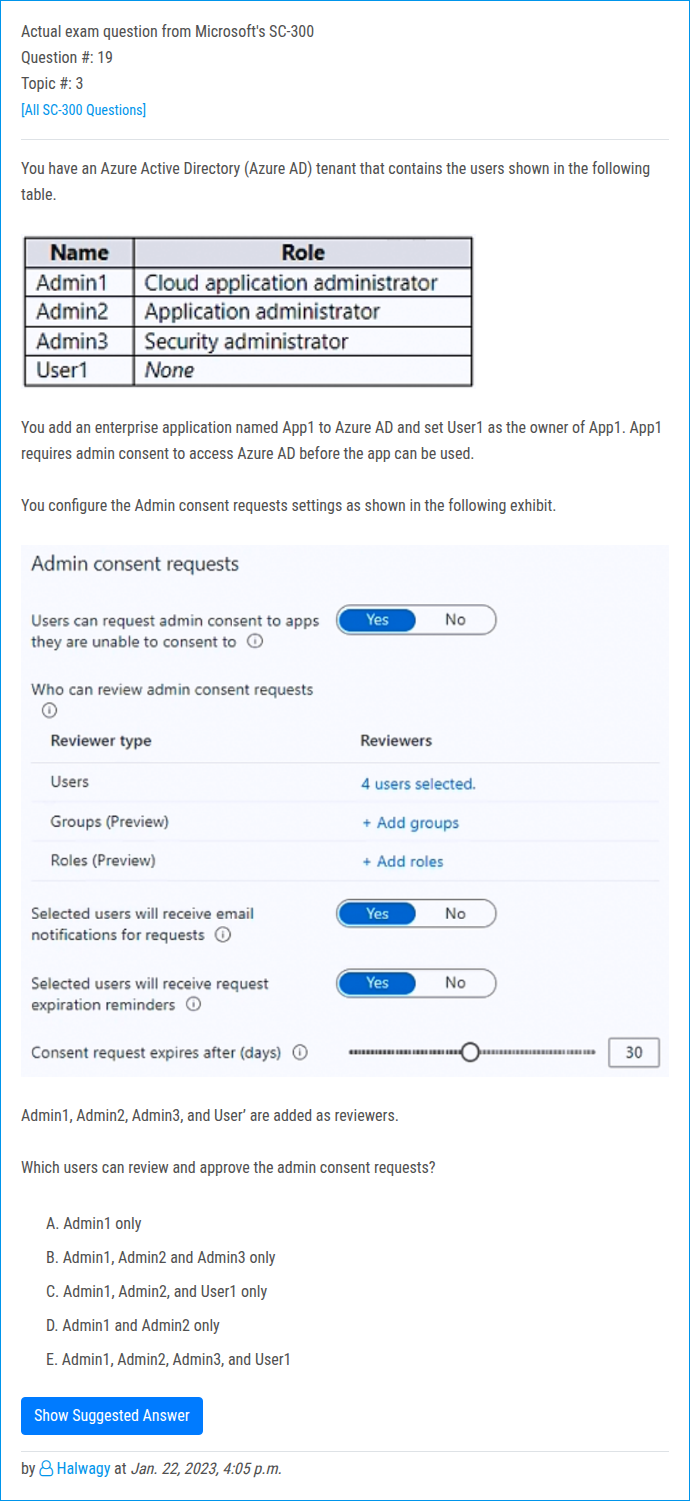 Actual exam question from Microsoft's SC-300
Question #: 19
Topic #: 3
[All SC-300 Questions]
You have an Azure Active Directory (Azure AD) tenant that contains the users shown in the following
table.
Name Role
Admin1 Cloud application administrator
Admin2 Application administrator
Admin3 Security administrator
User1 None
You add an enterprise application named App1 to Azure AD and set User1 as the owner of App1. App1
requires admin consent to access Azure AD before the app can be used.
You configure the Admin consent requests settings as shown in the following exhibit.
Admin consent requests
Users can request admin consent to apps Yes No
they are unable to consent to
Who can review admin consent requests
Reviewer type Reviewers
Users 4 users selected.
Groups (Preview) + Add groups
Roles (Preview) + Add roles
Selected users will receive email Yes No
notifications for requests
Selected users will receive request Yes No
expiration reminders
Consent request expires after (days) 30
Admin1, Admin2, Admin3, and User' are added as reviewers.
Which users can review and approve the admin consent requests?
A. Admin1 only
B. Admin1, Admin2 and Admin3 only
C. Admin1, Admin2, and User1 only
D. Admin1 and Admin2 only
E. Admin1, Admin2, Admin3, and User1
Show Suggested Answer
by Halwagy at Jan. 22, 2023, 4:05 p.m.